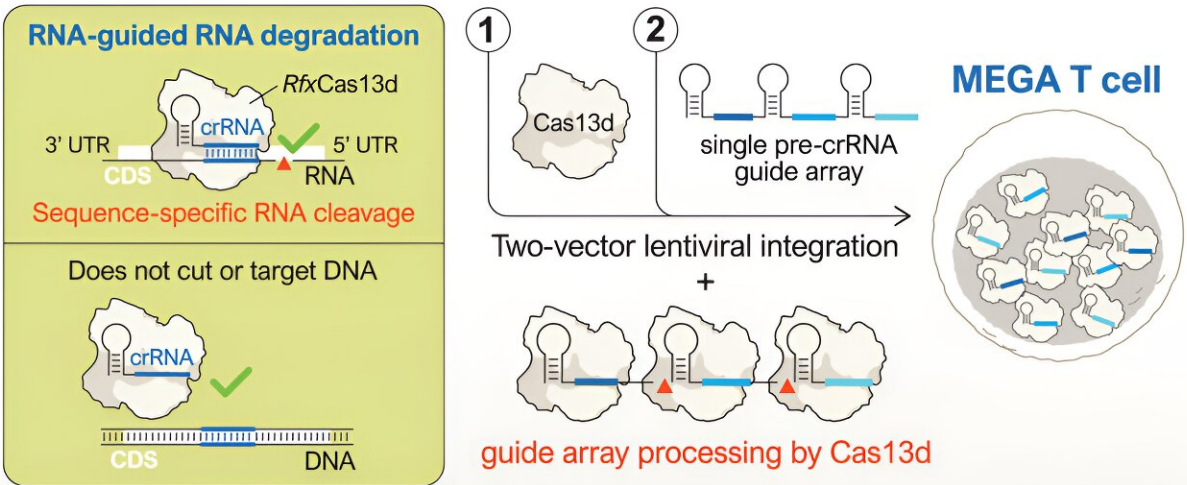 RNA-guided RNA degradation
RfxCas13d
crRNA
3’ UTR
5’ UTR
CDS
RNA
Sequence-specific RNA cleavage
Does not cut or target DNA
crRNA
CDS
DNA
1
2
Cas13d
single pre-crRNA
guide array
Two-vector lentiviral integration
+
guide array processing by Cas13d
MEGA T cell